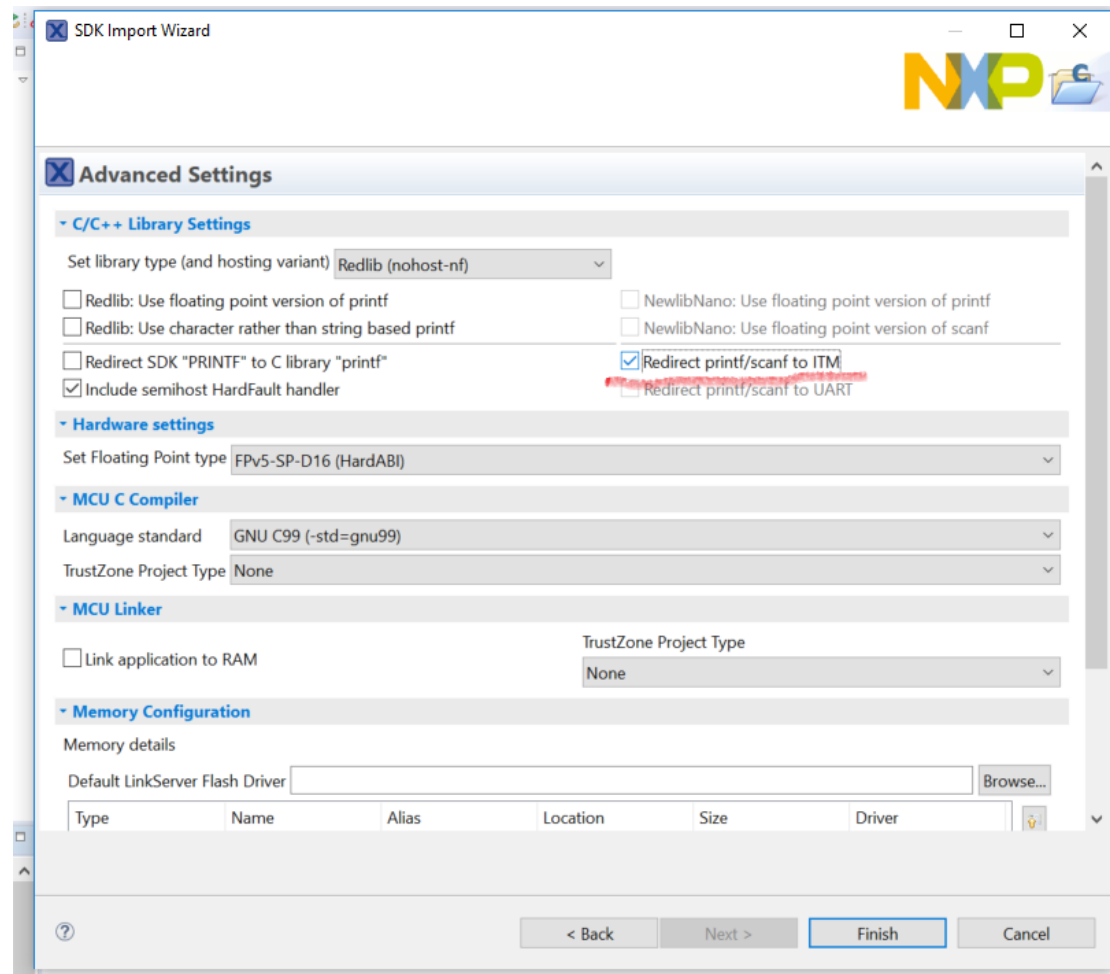 SDK Import Wizard
NXP
Advanced Settings
C/C++ Library Settings
Set library type (and hosting variant) Redlib (nohost-nf)
Redlib: Use floating point version of printf NewlibNano: Use floating point version of printf
Redlib: Use character rather than string based printf NewlibNano: Use floating point version of scanf
Redirect SDK "PRINTF" to C library "printf" Redirect printf/scanf to ITM
Include semihost HardFault handler Redirect printf/scanf to UART
Hardware settings
Set Floating Point type FPv5-SP-D16 (HardABI)
MCU C Compiler
Language standard GNU C99 (-std=gnu99)
TrustZone Project Type None
MCU Linker
TrustZone Project Type
Link application to RAM
None
Memory Configuration
Memory details
Default LinkServer Flash Driver Browse...
Type Name Alias Location Size Driver
< Back Next > Finish Cancel